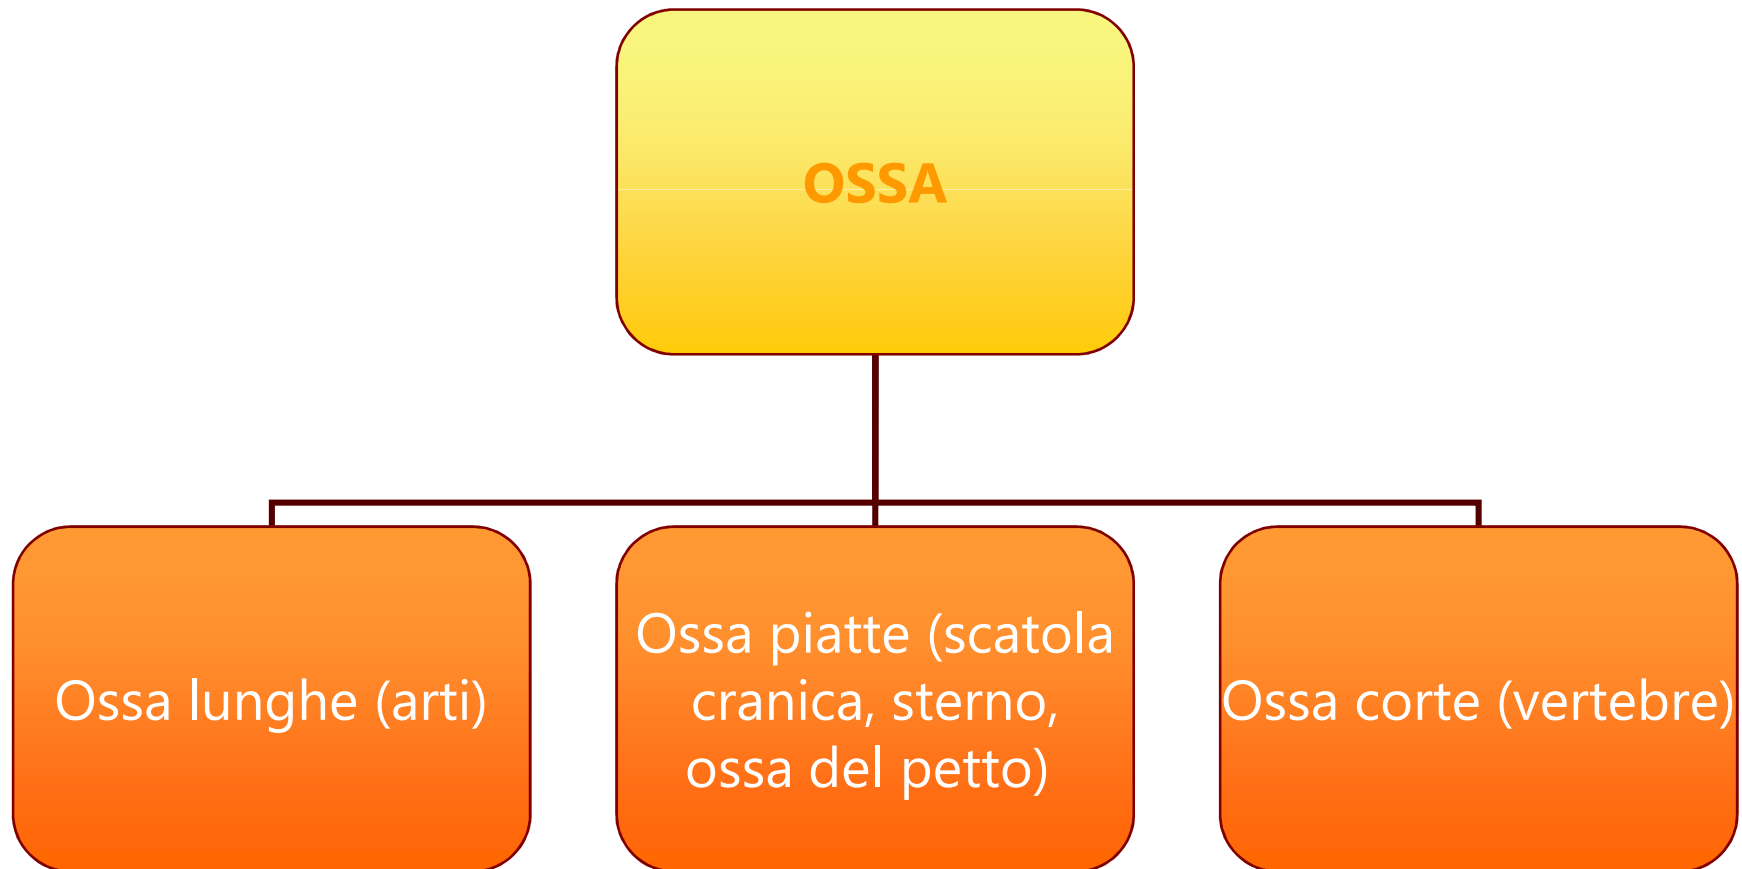 OSSA
Ossa lunghe (arti)
Ossa piatte (scatola
cranica, sterno,
ossa del petto)
Ossa corte (vertebre)